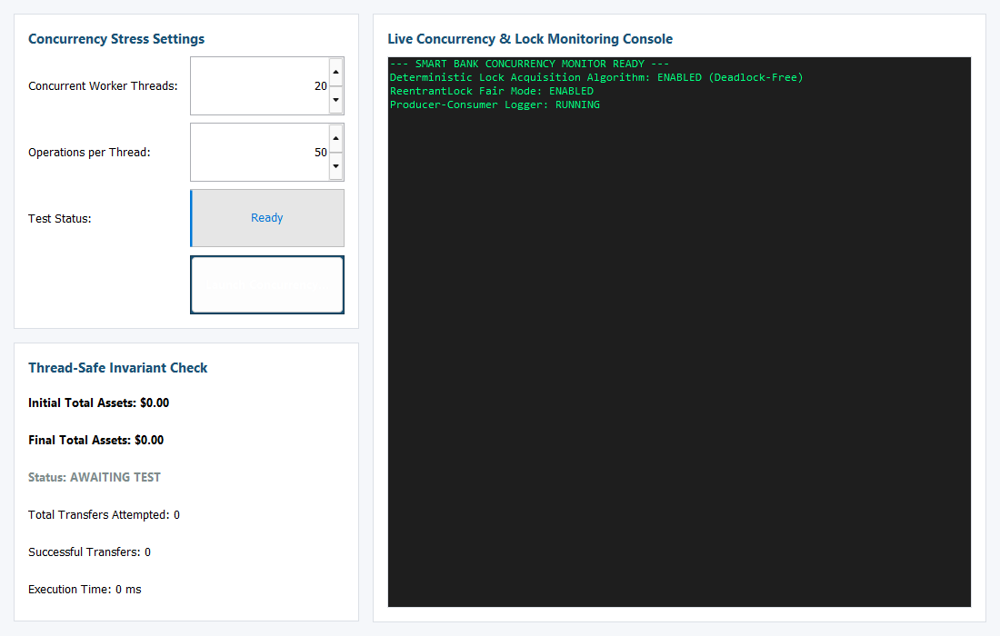 Concurrency Stress Settings
Concurrent Worker Threads: 20
Operations per Thread: 50
Test Status: Ready
Thread-Safe Invariant Check
Initial Total Assets: $0.00
Final Total Assets: $0.00
Status: AWAITING TEST
Total Transfers Attempted: 0
Successful Transfers: 0
Execution Time: 0 ms
Live Concurrency & Lock Monitoring Console
--- SMART BANK CONCURRENCY MONITOR READY ---
Deterministic Lock Acquisition Algorithm: ENABLED (Deadlock-Free)
ReentrantLock Fair Mode: ENABLED
Producer-Consumer Logger: RUNNING